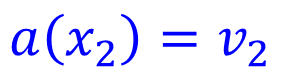 a(x₂) = v₂